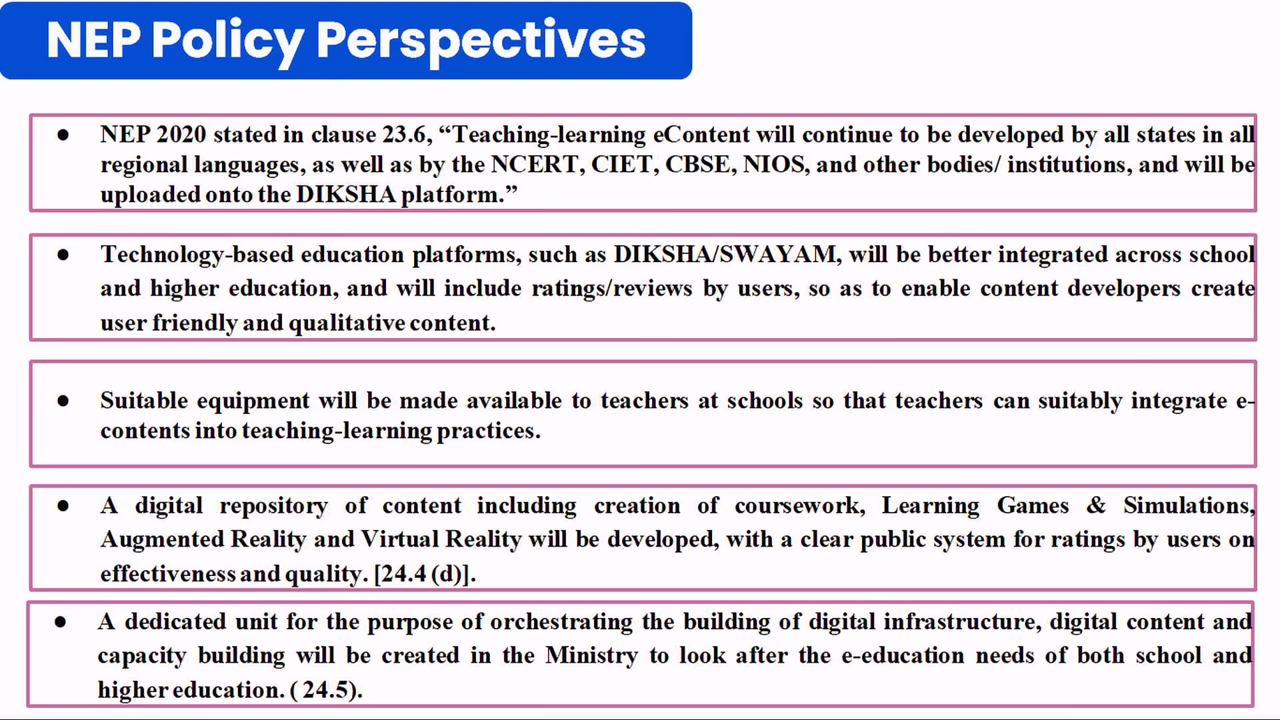 NEP Policy Perspectives
● NEP 2020 stated in clause 23.6, “Teaching-learning eContent will continue to be developed by all states in all
regional languages, as well as by the NCERT, CIET, CBSE, NIOS, and other bodies/ institutions, and will be
uploaded onto the DIKSHA platform.”
● Technology-based education platforms, such as DIKSHA/SWAYAM, will be better integrated across school
and higher education, and will include ratings/reviews by users, so as to enable content developers create
user friendly and qualitative content.
● Suitable equipment will be made available to teachers at schools so that teachers can suitably integrate e-
contents into teaching-learning practices.
● A digital repository of content including creation of coursework, Learning Games & Simulations,
Augmented Reality and Virtual Reality will be developed, with a clear public system for ratings by users on
effectiveness and quality. [24.4 (d)].
● A dedicated unit for the purpose of orchestrating the building of digital infrastructure, digital content and
capacity building will be created in the Ministry to look after the e-education needs of both school and
higher education. ( 24.5).